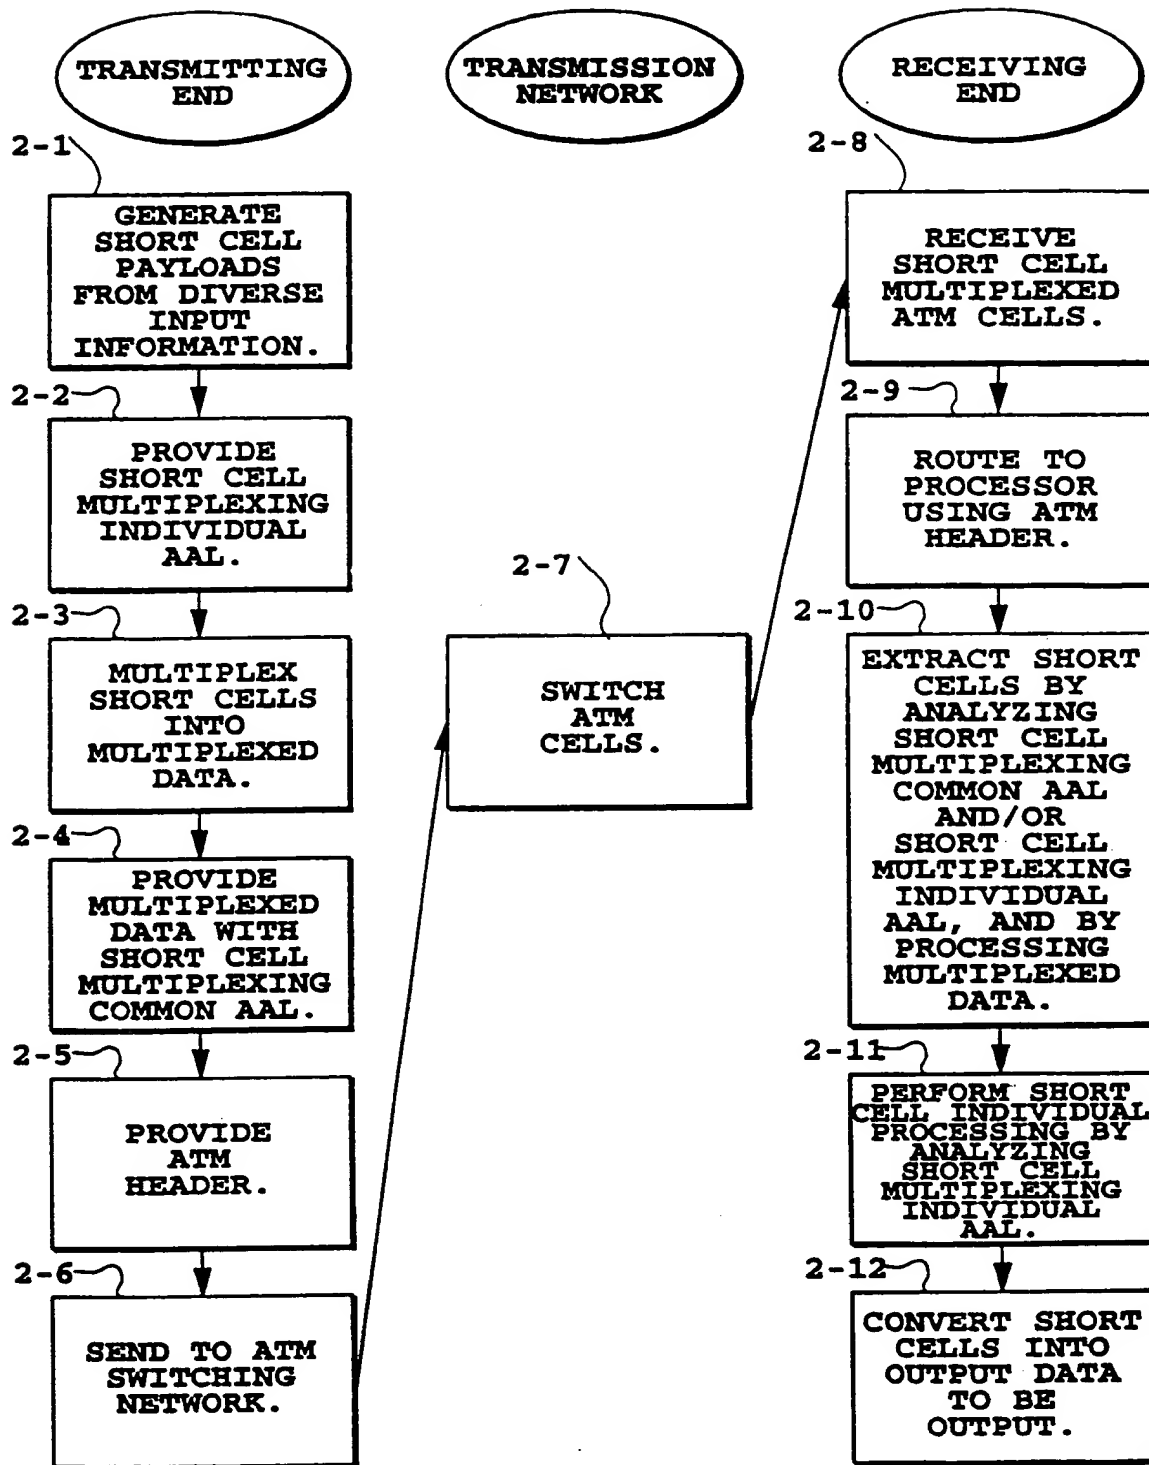 TRANSMITTING
END
2-1
GENERATE
SHORT CELL
PAYLOADS
FROM DIVERSE
INPUT
INFORMATION.
2-2
PROVIDE
SHORT CELL
MULTIPLEXING
INDIVIDUAL
AAL.
2-3
MULTIPLEX
SHORT CELLS
INTO
MULTIPLEXED
DATA.
2-4
PROVIDE
MULTIPLEXED
DATA WITH
SHORT CELL
MULTIPLEXING
COMMON AAL.
2-5
PROVIDE
ATM
HEADER.
2-6
SEND TO ATM
SWITCHING
NETWORK.
TRANSMISSION
NETWORK
2-7
SWITCH
ATM
CELLS.
RECEIVING
END
2-8
RECEIVE
SHORT CELL
MULTIPLEXED
ATM CELLS.
2-9
ROUTE TO
PROCESSOR
USING ATM
HEADER.
2-10
EXTRACT SHORT
CELLS BY
ANALYZING
SHORT CELL
MULTIPLEXING
COMMON AAL
AND/OR
SHORT CELL
MULTIPLEXING
INDIVIDUAL
AAL, AND BY
PROCESSING
MULTIPLEXED
DATA.
2-11
PERFORM SHORT
CELL INDIVIDUAL
PROCESSING BY
ANALYZING
SHORT CELL
MULTIPLEXING
INDIVIDUAL
AAL.
2-12
CONVERT SHORT
CELLS INTO
OUTPUT DATA
TO BE
OUTPUT.